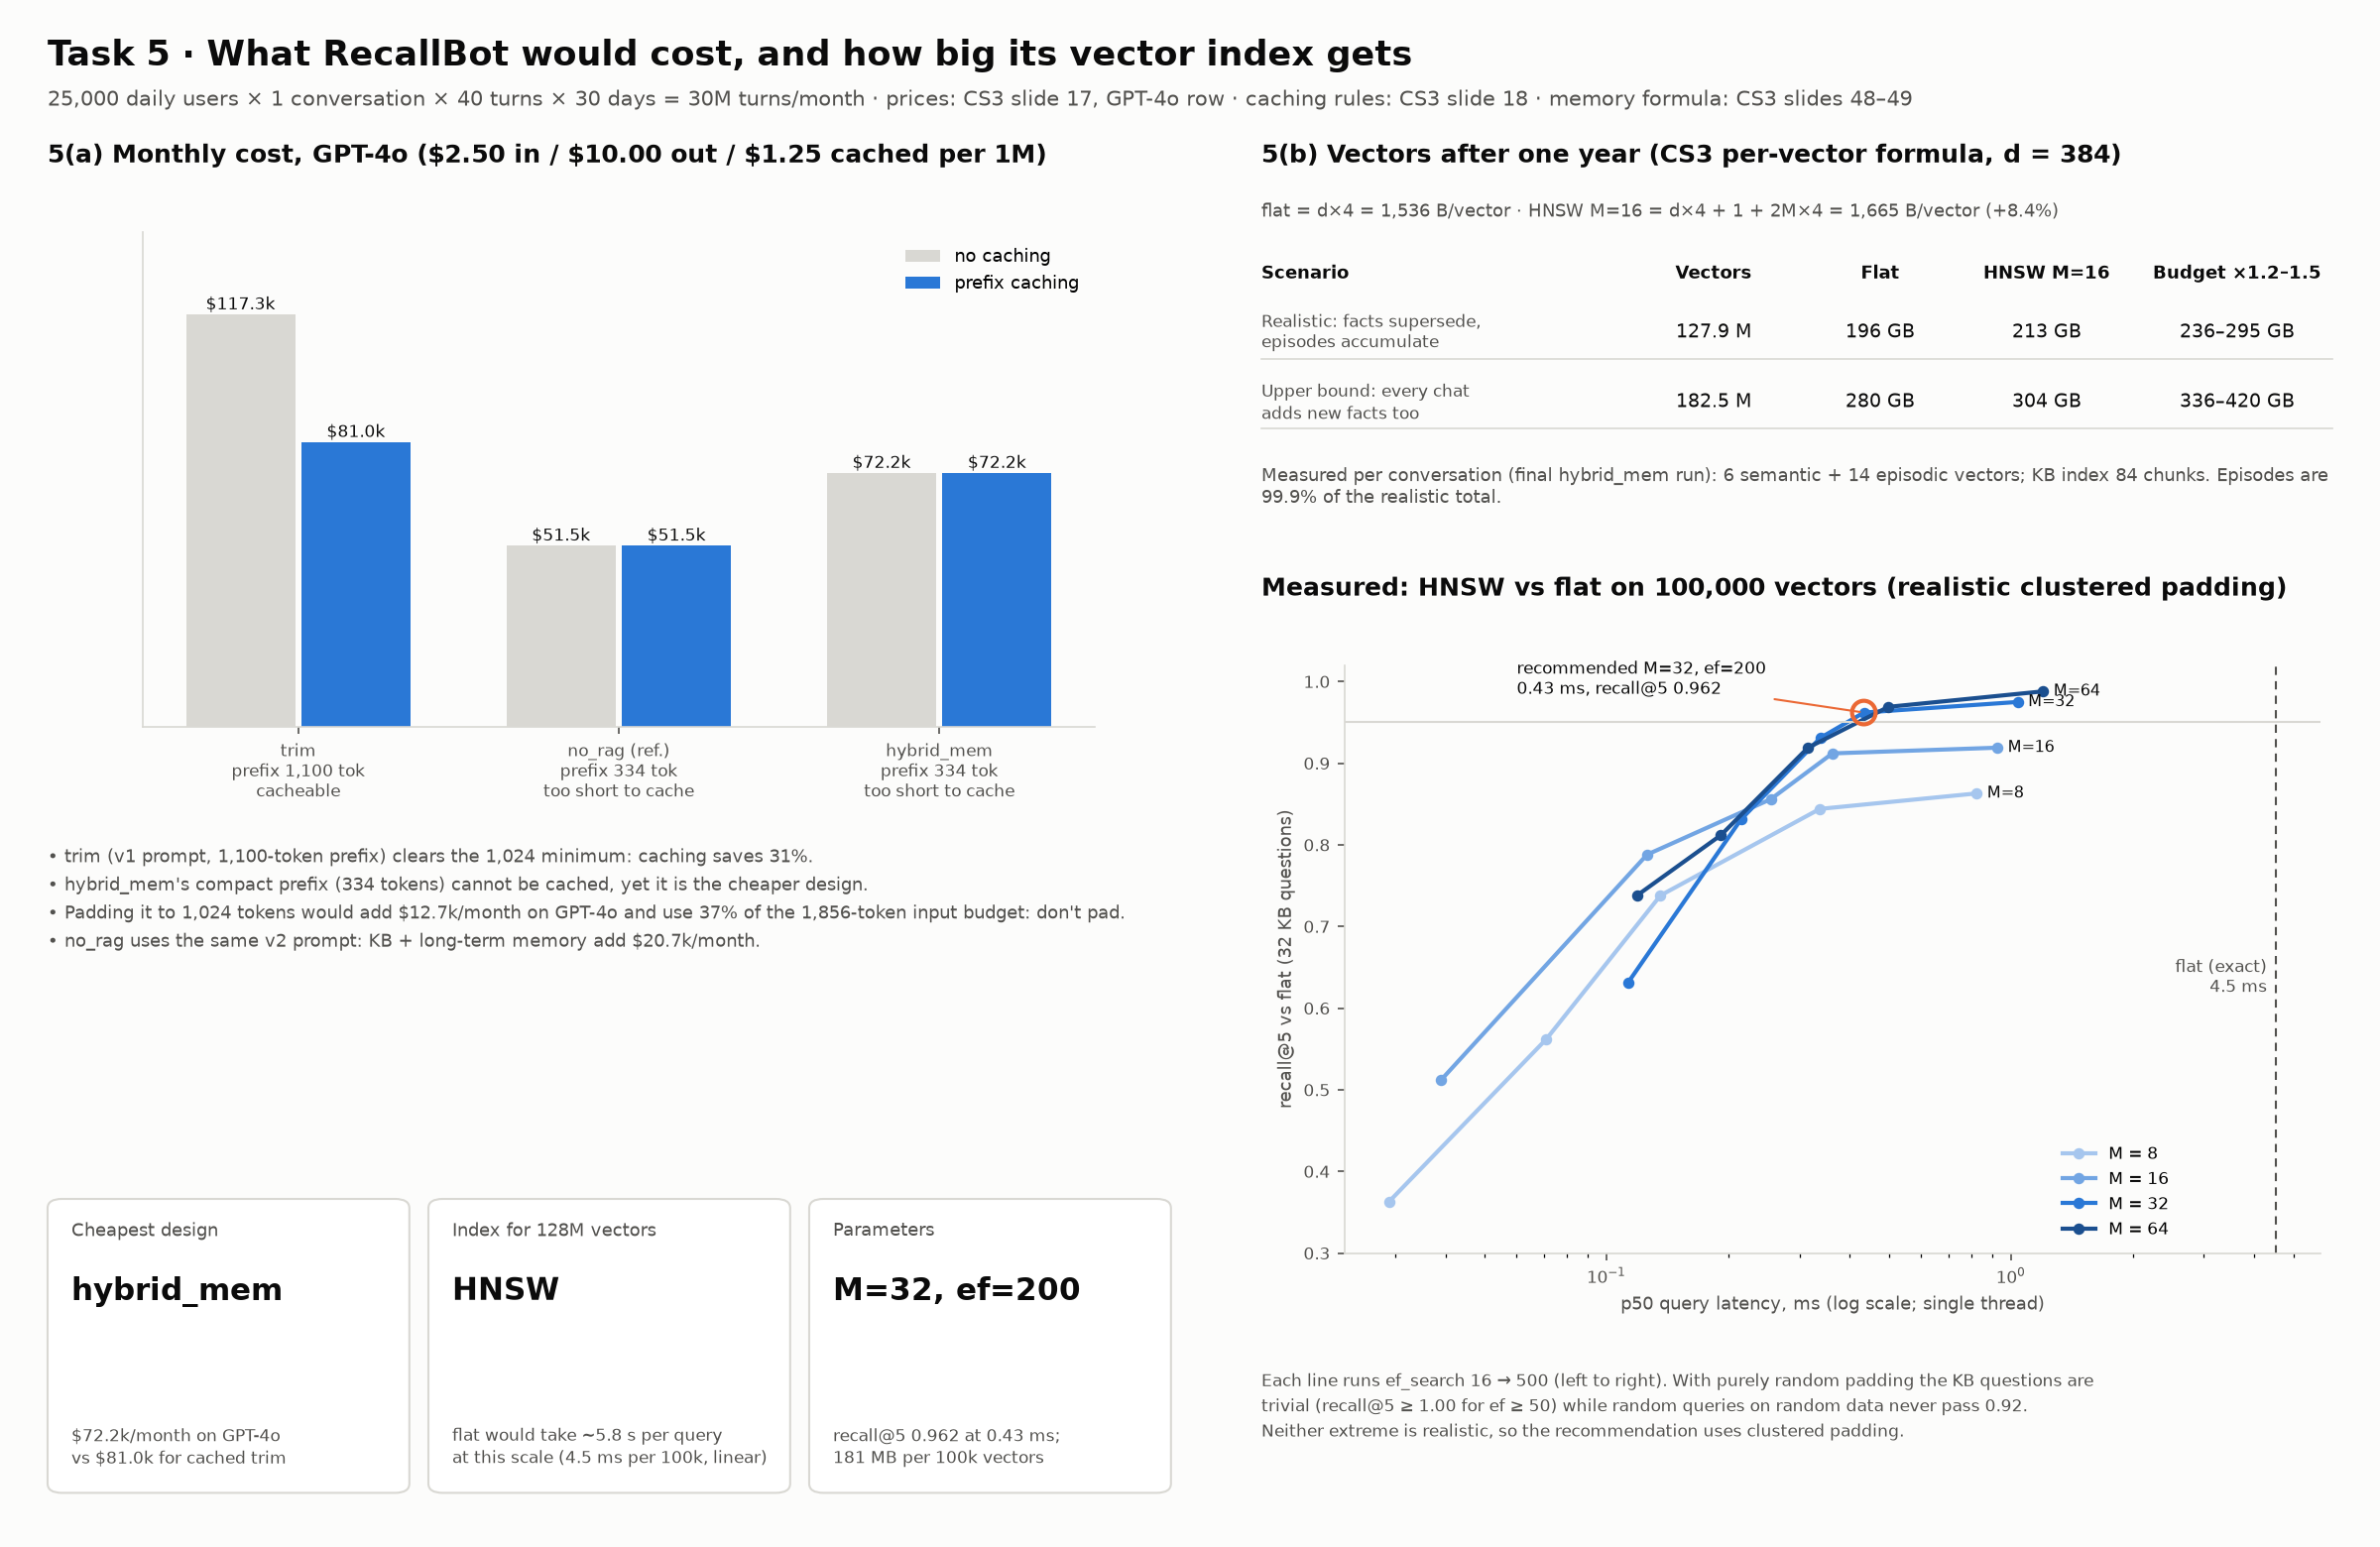 Task 5 · What RecallBot would cost, and how big its vector index gets
25,000 daily users × 1 conversation × 40 turns × 30 days = 30M turns/month · prices: CS3 slide 17, GPT-4o row · caching rules: CS3 slide 18 · memory formula: CS3 slides 48–49
5(a) Monthly cost, GPT-4o ($2.50 in / $10.00 out / $1.25 cached per 1M)
no caching
prefix caching
$117.3k
$81.0k
$51.5k
$51.5k
$72.2k
$72.2k
trim
prefix 1,100 tok
cacheable
no_rag (ref.)
prefix 334 tok
too short to cache
hybrid_mem
prefix 334 tok
too short to cache
• trim (v1 prompt, 1,100-token prefix) clears the 1,024 minimum: caching saves 31%.
• hybrid_mem's compact prefix (334 tokens) cannot be cached, yet it is the cheaper design.
• Padding it to 1,024 tokens would add $12.7k/month on GPT-4o and use 37% of the 1,856-token input budget: don't pad.
• no_rag uses the same v2 prompt: KB + long-term memory add $20.7k/month.
Cheapest design
hybrid_mem
$72.2k/month on GPT-4o
vs $81.0k for cached trim
Index for 128M vectors
HNSW
flat would take ~5.8 s per query
at this scale (4.5 ms per 100k, linear)
Parameters
M=32, ef=200
recall@5 0.962 at 0.43 ms;
181 MB per 100k vectors
5(b) Vectors after one year (CS3 per-vector formula, d = 384)
flat = d×4 = 1,536 B/vector · HNSW M=16 = d×4 + 1 + 2M×4 = 1,665 B/vector (+8.4%)
Scenario Vectors Flat HNSW M=16 Budget ×1.2–1.5
Realistic: facts supersede,
episodes accumulate
127.9 M 196 GB 213 GB 236–295 GB
Upper bound: every chat
adds new facts too
182.5 M 280 GB 304 GB 336–420 GB
Measured per conversation (final hybrid_mem run): 6 semantic + 14 episodic vectors; KB index 84 chunks. Episodes are
99.9% of the realistic total.
Measured: HNSW vs flat on 100,000 vectors (realistic clustered padding)
recommended M=32, ef=200
0.43 ms, recall@5 0.962
M=64
M=32
M=16
M=8
flat (exact)
4.5 ms
recall@5 vs flat (32 KB questions)
1.0
0.9
0.8
0.7
0.6
0.5
0.4
0.3
M = 8
M = 16
M = 32
M = 64
10⁻¹ 10⁰
p50 query latency, ms (log scale; single thread)
Each line runs ef_search 16 → 500 (left to right). With purely random padding the KB questions are
trivial (recall@5 ≥ 1.00 for ef ≥ 50) while random queries on random data never pass 0.92.
Neither extreme is realistic, so the recommendation uses clustered padding.